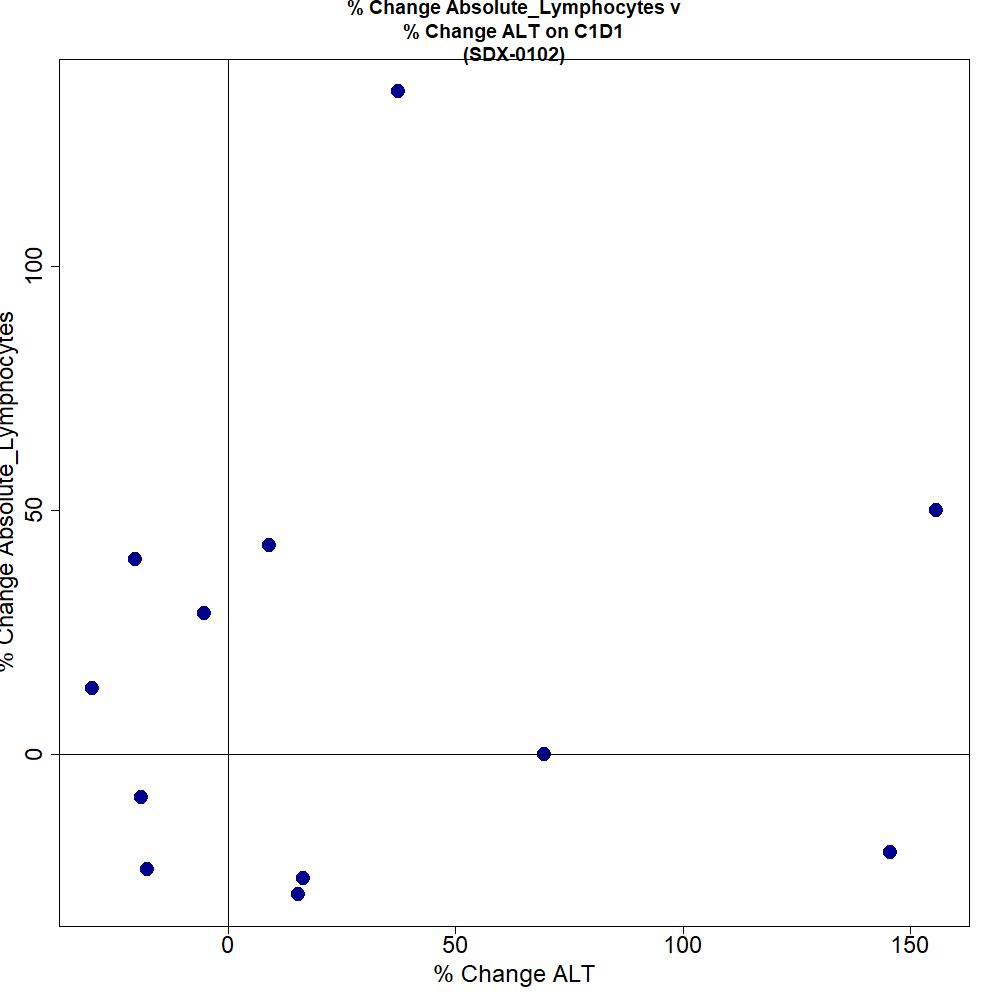 % Change Absolute_Lymphocytes v
% Change ALT on C1D1
(SDX-0102)
% Change Absolute_Lymphocytes
100
50
0
0
50
100
150
% Change ALT